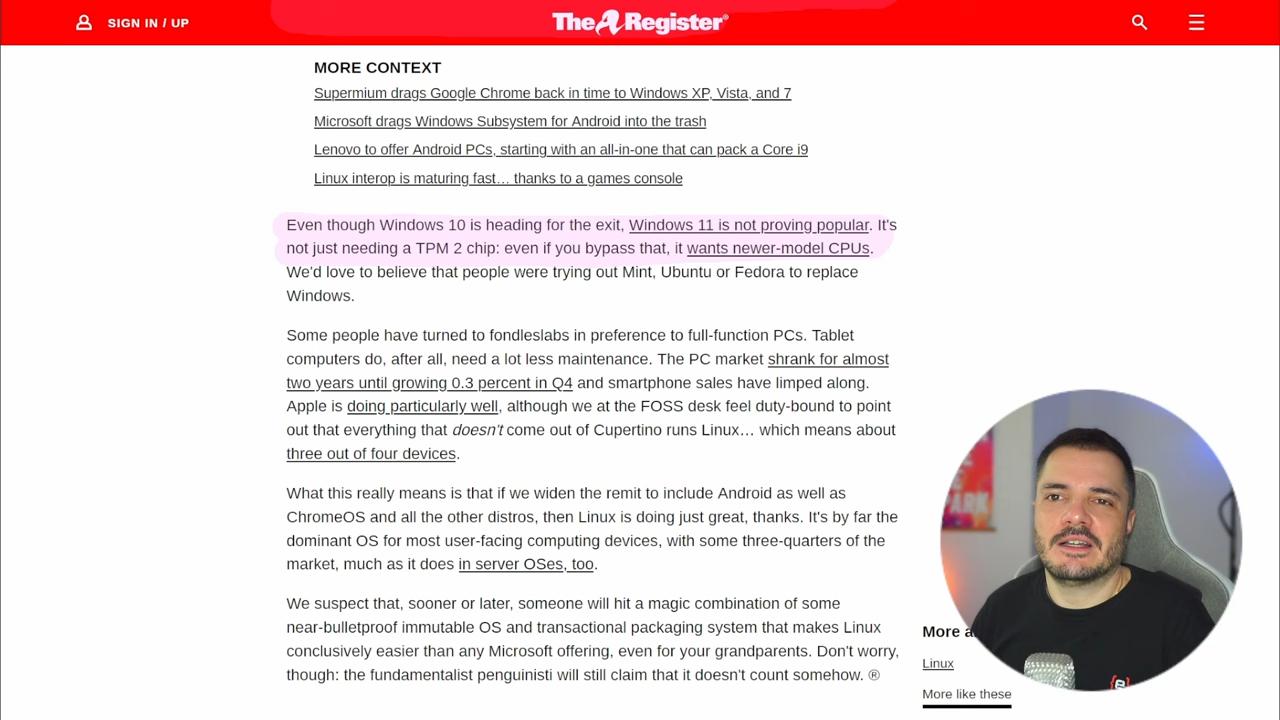 SIGN IN / UP
The Register®
MORE CONTEXT
Supermium drags Google Chrome back in time to Windows XP, Vista, and 7
Microsoft drags Windows Subsystem for Android into the trash
Lenovo to offer Android PCs, starting with an all-in-one that can pack a Core i9
Linux interop is maturing fast… thanks to a games console
Even though Windows 10 is heading for the exit, Windows 11 is not proving popular. It's
not just needing a TPM 2 chip: even if you bypass that, it wants newer-model CPUs.
We'd love to believe that people were trying out Mint, Ubuntu or Fedora to replace
Windows.
Some people have turned to fondleslabs in preference to full-function PCs. Tablet
computers do, after all, need a lot less maintenance. The PC market shrank for almost
two years until growing 0.3 percent in Q4 and smartphone sales have limped along.
Apple is doing particularly well, although we at the FOSS desk feel duty-bound to point
out that everything that doesn't come out of Cupertino runs Linux… which means about
three out of four devices.
What this really means is that if we widen the remit to include Android as well as
ChromeOS and all the other distros, then Linux is doing just great, thanks. It's by far the
dominant OS for most user-facing computing devices, with some three-quarters of the
market, much as it does in server OSes, too.
We suspect that, sooner or later, someone will hit a magic combination of some
near-bulletproof immutable OS and transactional packaging system that makes Linux
conclusively easier than any Microsoft offering, even for your grandparents. Don't worry,
though: the fundamentalist penguinisti will still claim that it doesn't count somehow. ®
More a
Linux
More like these
PARK